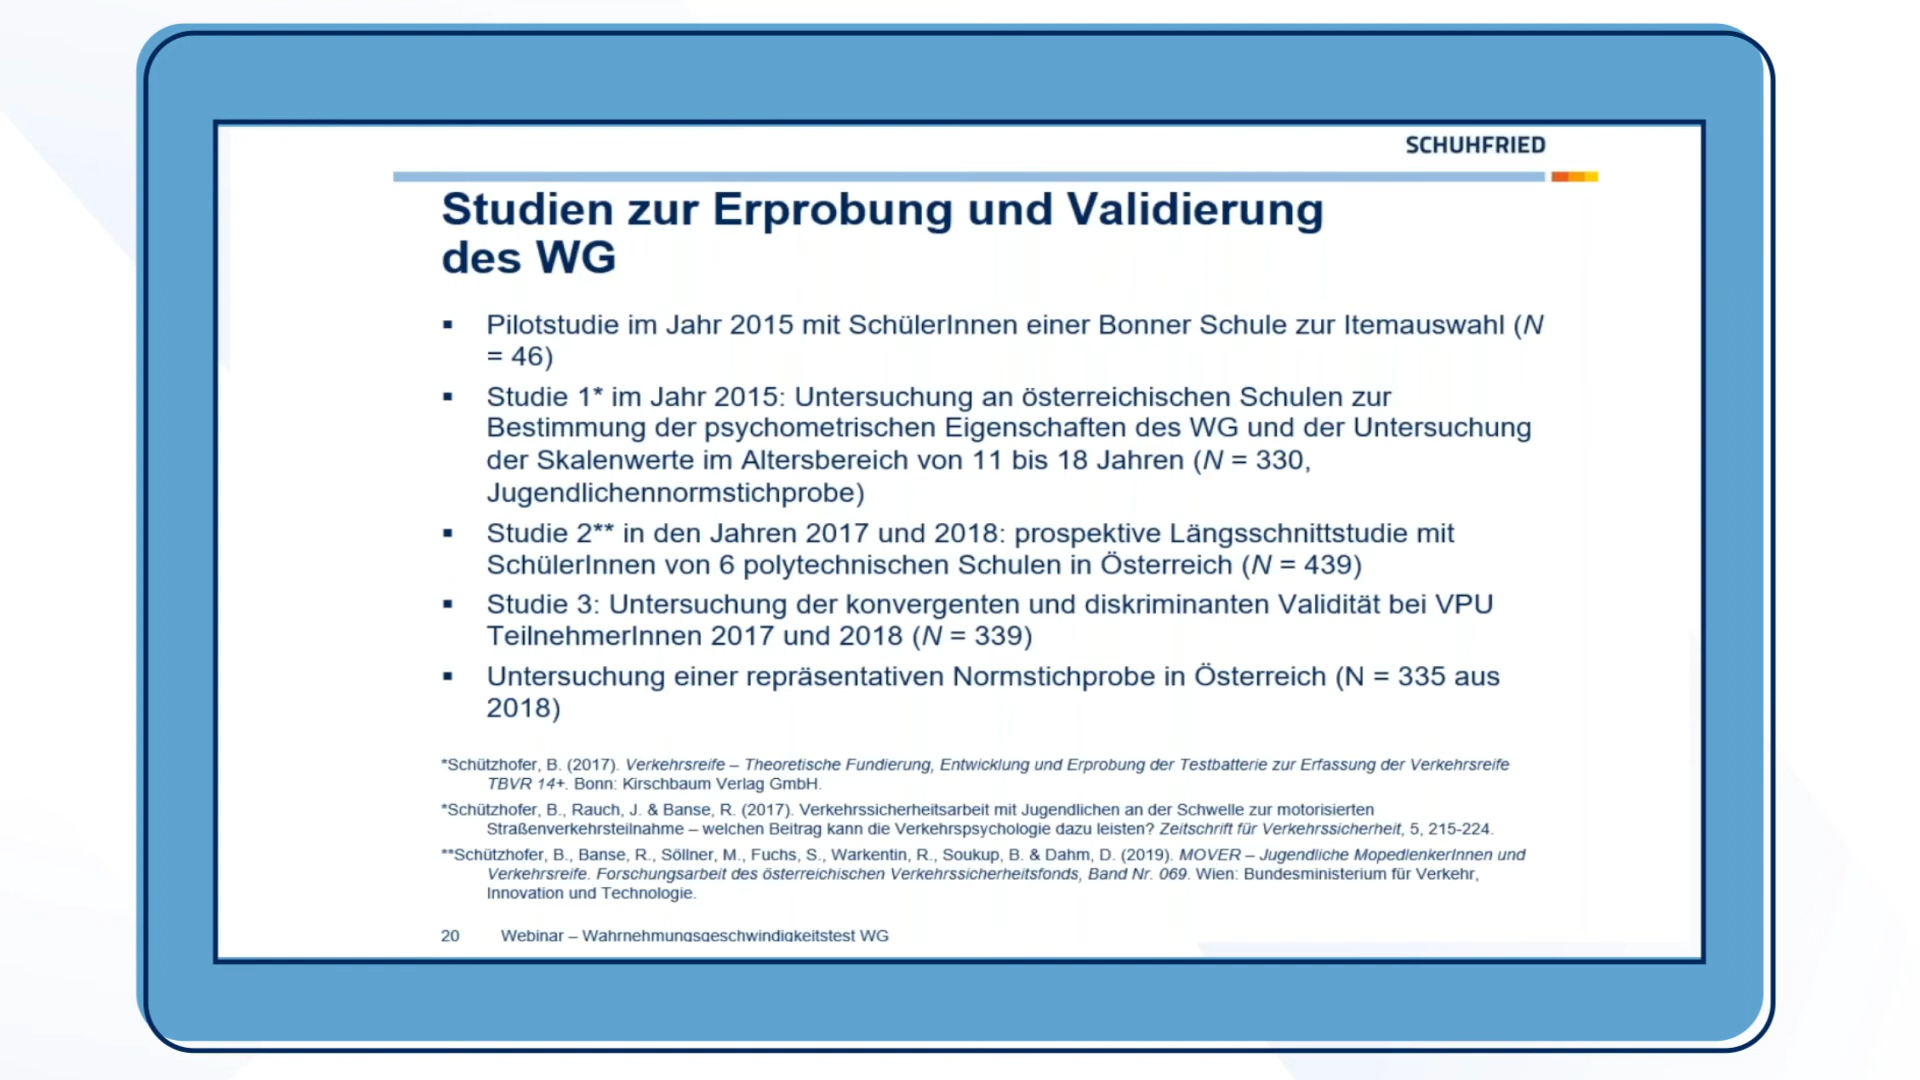 SCHUHFRIED
Studien zur Erprobung und Validierung
des WG
▪ Pilotstudie im Jahr 2015 mit SchülerInnen einer Bonner Schule zur Itemauswahl (N
= 46)
▪ Studie 1* im Jahr 2015: Untersuchung an österreichischen Schulen zur
Bestimmung der psychometrischen Eigenschaften des WG und der Untersuchung
der Skalenwerte im Altersbereich von 11 bis 18 Jahren (N = 330,
Jugendlichennormstichprobe)
▪ Studie 2** in den Jahren 2017 und 2018: prospektive Längsschnittstudie mit
SchülerInnen von 6 polytechnischen Schulen in Österreich (N = 439)
▪ Studie 3: Untersuchung der konvergenten und diskriminanten Validität bei VPU
TeilnehmerInnen 2017 und 2018 (N = 339)
▪ Untersuchung einer repräsentativen Normstichprobe in Österreich (N = 335 aus
2018)
*Schützhofer, B. (2017). Verkehrsreife – Theoretische Fundierung, Entwicklung und Erprobung der Testbatterie zur Erfassung der Verkehrsreife
TBVR 14+. Bonn: Kirschbaum Verlag GmbH.
*Schützhofer, B., Rauch, J. & Banse, R. (2017). Verkehrssicherheitsarbeit mit Jugendlichen an der Schwelle zur motorisierten
Straßenverkehrsteilnahme – welchen Beitrag kann die Verkehrspsychologie dazu leisten? Zeitschrift für Verkehrssicherheit, 5, 215-224.
**Schützhofer, B., Banse, R., Söllner, M., Fuchs, S., Warkentin, R., Soukup, B. & Dahm, D. (2019). MOVER – Jugendliche MopedlenkerInnen und
Verkehrsreife. Forschungsarbeit des österreichischen Verkehrssicherheitsfonds, Band Nr. 069. Wien: Bundesministerium für Verkehr,
Innovation und Technologie.
20 Webinar – Wahrnehmungsgeschwindigkeitstest WG